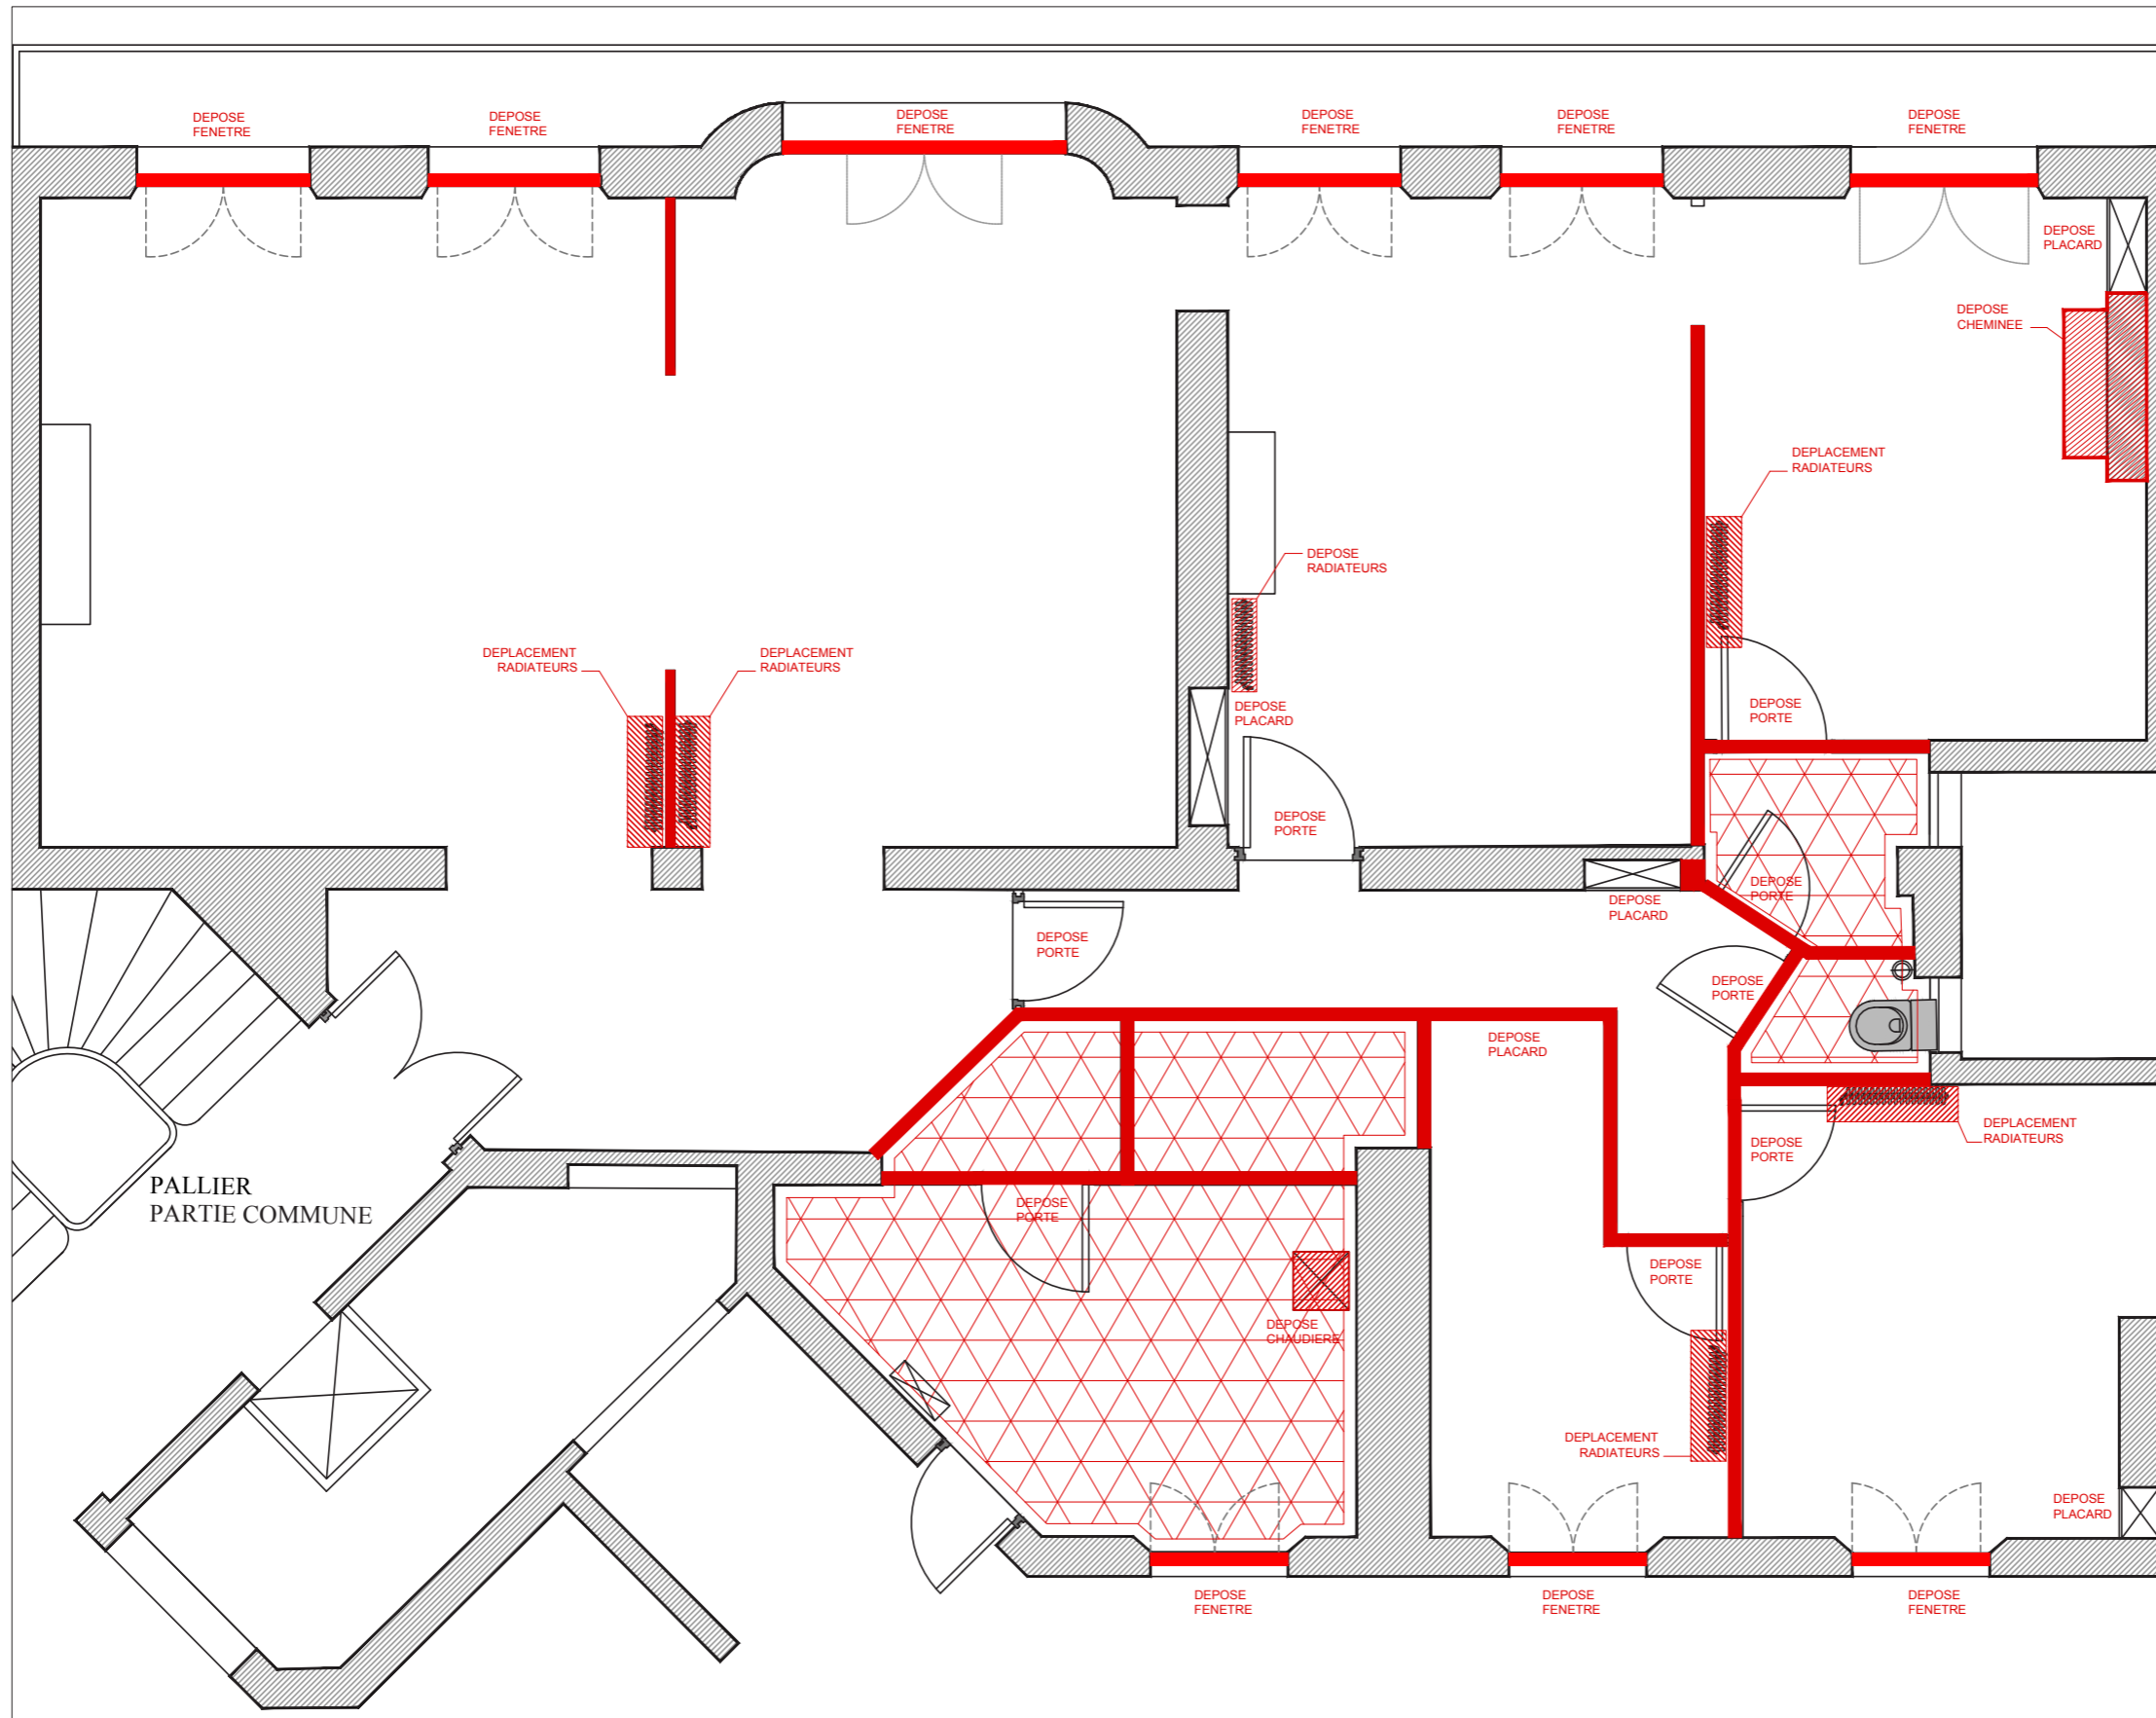 DEPOSE
FENETRE
DEPOSE
FENETRE
DEPOSE
FENETRE
DEPOSE
FENETRE
DEPOSE
FENETRE
DEPOSE
FENETRE
DEPOSE
PLACARD
DEPOSE
CHEMINEE
DEPLACEMENT
RADIATEURS
DEPOSE
RADIATEURS
DEPLACEMENT
RADIATEURS
DEPLACEMENT
RADIATEURS
DEPOSE
PLACARD
DEPOSE
PORTE
DEPOSE
PORTE
DEPOSE
PORTE
DEPOSE
PLACARD
DEPOSE
PORTE
DEPOSE
PORTE
DEPOSE
PLACARD
DEPLACEMENT
RADIATEURS
DEPOSE
PORTE
PALLIER
PARTIE COMMUNE
DEPOSE
PORTE
DEPOSE
PORTE
DEPOSE
CHAUDIERE
DEPLACEMENT
RADIATEURS
DEPOSE
PLACARD
DEPOSE
FENETRE
DEPOSE
FENETRE
DEPOSE
FENETRE